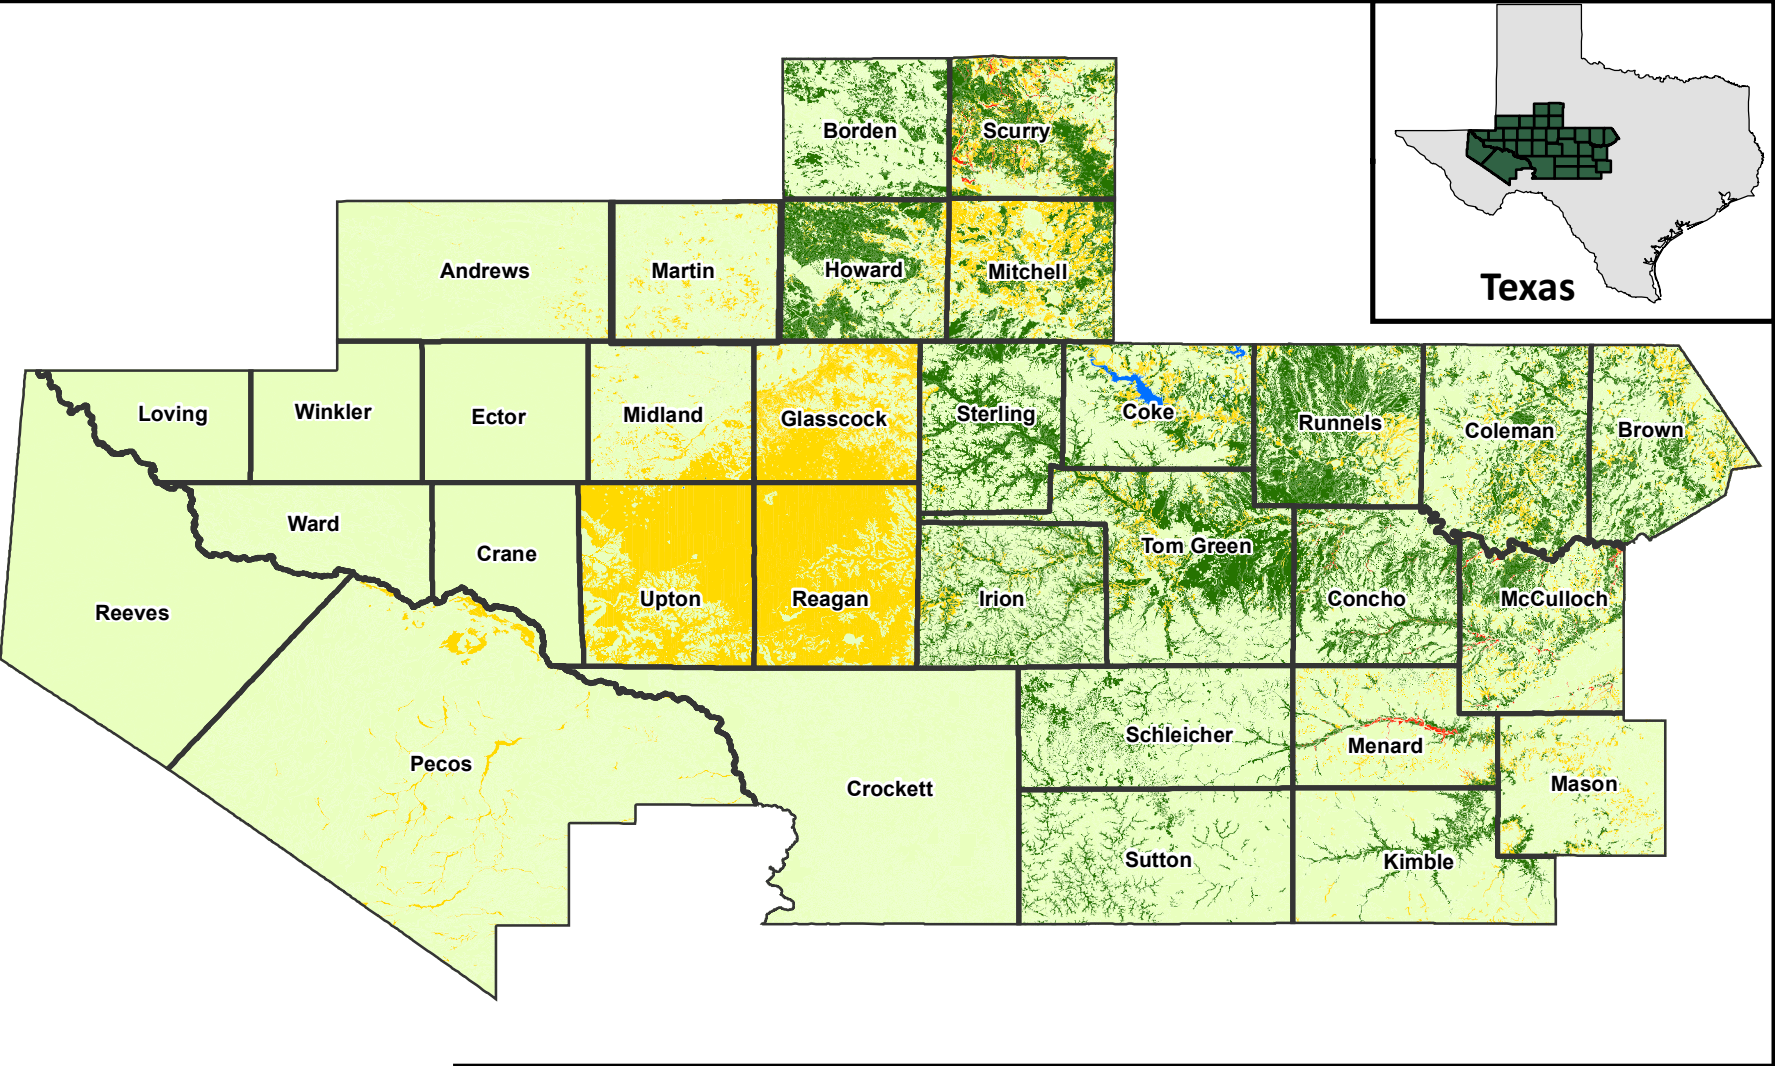 Borden
Scurry
Texas
Andrews
Martin
Howard
Mitchell
Loving
Winkler
Ector
Midland
Glasscock
Sterling
Coke
Runnels
Coleman
Brown
Ward
Crane
Tom Green
Reeves
Upton
Reagan
Irion
Concho
McCulloch
Pecos
Crockett
Schleicher
Menard
Mason
Sutton
Kimble